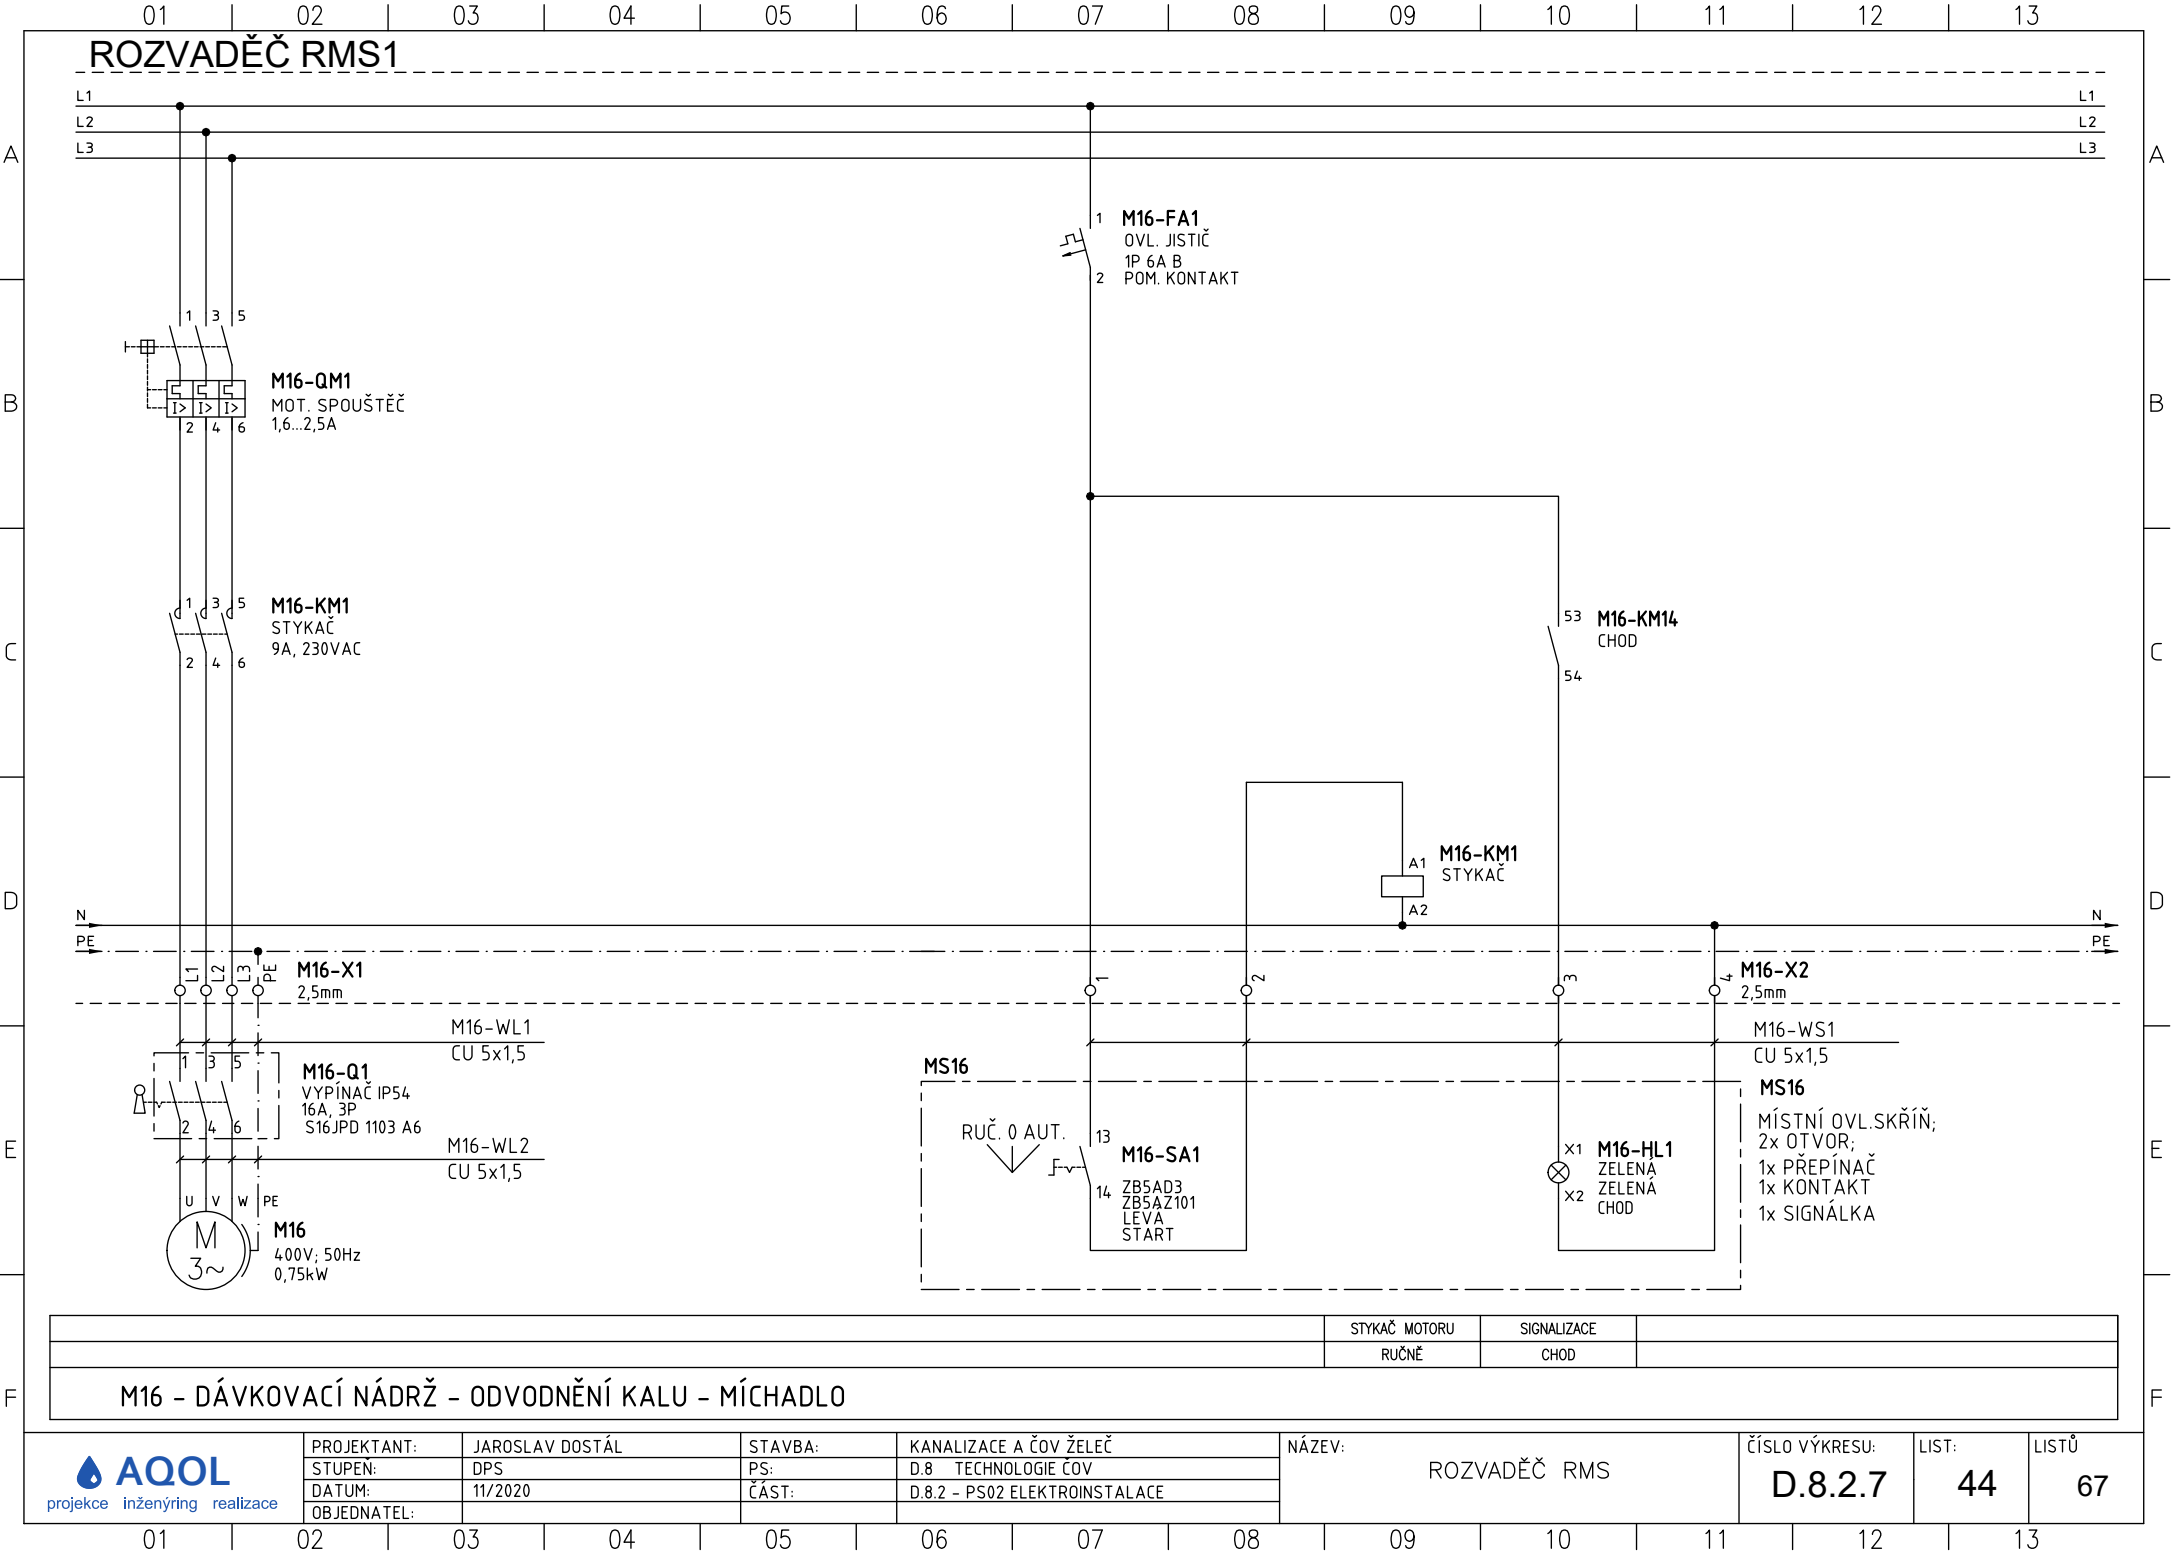 01 02 03 04 05 06 07 08 09 10 11 12 13
ROZVADĚČ RMS1
L1 L1
L2 L2
L3 L3
A A
1 M16-FA1
OVL. JISTIČ
1P 6A B
2 POM. KONTAKT
1 3 5
M16-QM1
MOT. SPOUŠTĚČ
1,6...2,5A
I> I> I>
2 4 6
B B
1 3 5
M16-KM1
STYKAČ
9A, 230VAC
2 4 6
53 M16-KM14
CHOD
54
C C
A1 M16-KM1
STYKAČ
A2
D D
N N
PE PE
L1 L2 L3 PE
M16-X1
2,5mm
1 2 3 4
M16-X2
2,5mm
M16-WL1
CU 5x1,5
M16-WS1
CU 5x1,5
1 3 5
M16-Q1
VYPÍNAČ IP54
16A, 3P
S16JPD 1103 A6
2 4 6
MS16
MS16
MÍSTNÍ OVL.SKŘÍŇ;
2x OTVOR;
1x PŘEPÍNAČ
1x KONTAKT
1x SIGNÁLKA
RUČ. 0 AUT.
13
M16-SA1
14
ZB5AD3
ZB5AZ101
LEVÁ
START
X1 M16-HL1
ZELENÁ
X2 ZELENÁ
CHOD
E E
M16-WL2
CU 5x1,5
U V W PE
M
3~
M16
400V; 50Hz
0,75kW
STYKAČ MOTORU SIGNALIZACE
RUČNĚ CHOD
F F
M16 - DÁVKOVACÍ NÁDRŽ - ODVODNĚNÍ KALU - MÍCHADLO
AQOL
projekce inženýring realizace
PROJEKTANT: JAROSLAV DOSTÁL
STUPEŇ: DPS
DATUM: 11/2020
OBJEDNATEL:
STAVBA: KANALIZACE A ČOV ŽELEČ
PS: D.8 TECHNOLOGIE ČOV
ČÁST: D.8.2 - PS02 ELEKTROINSTALACE
NÁZEV:
ROZVADĚČ RMS
ČÍSLO VÝKRESU:
D.8.2.7
LIST:
44
LISTŮ
67
01 02 03 04 05 06 07 08 09 10 11 12 13